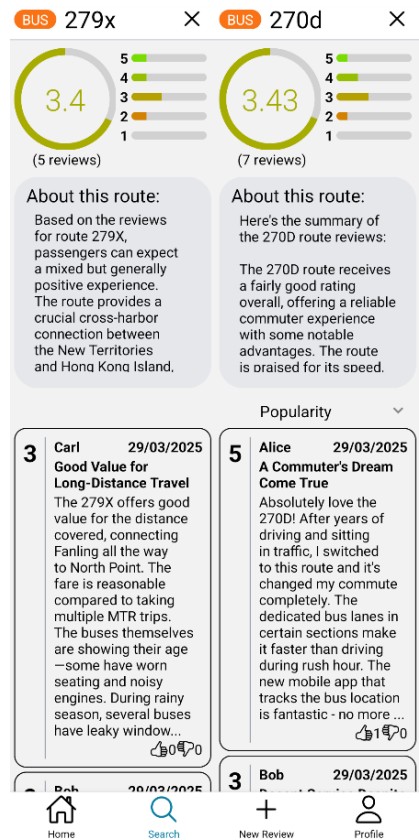 BUS 279x
BUS 270d
3.4
5
4
3
2
1
(5 reviews)
3.43
5
4
3
2
1
(7 reviews)
About this route:
Based on the reviews
for route 279X,
passengers can expect
a mixed but generally
positive experience.
The route provides a
crucial cross-harbor
connection between
the New Territories
and Hong Kong Island,
About this route:
Here's the summary of
the 270D route reviews:
The 270D route receives
a fairly good rating
overall, offering a reliable
commuter experience
with some notable
advantages. The route
is praised for its speed.
Popularity
3 Carl 29/03/2025
Good Value for
Long-Distance Travel
The 279X offers good
value for the distance
covered, connecting
Fanling all the way
to North Point. The
fare is reasonable
compared to taking
multiple MTR trips.
The buses themselves
are showing their age
—some have worn
seating and noisy
engines. During rainy
season, several buses
have leaky window...
0 0
5 Alice 29/03/2025
A Commuter's Dream
Come True
Absolutely love the
270D! After years of
driving and sitting
in traffic, I switched
to this route and it's
changed my commute
completely. The
dedicated bus lanes in
certain sections make
it faster than driving
during rush hour. The
new mobile app that
tracks the bus location
is fantastic - no more ...
1 0
Bob 29/03/2025
3 Bob 29/03/2025
Decent Service Despite
Home
Search
New Review
Profile